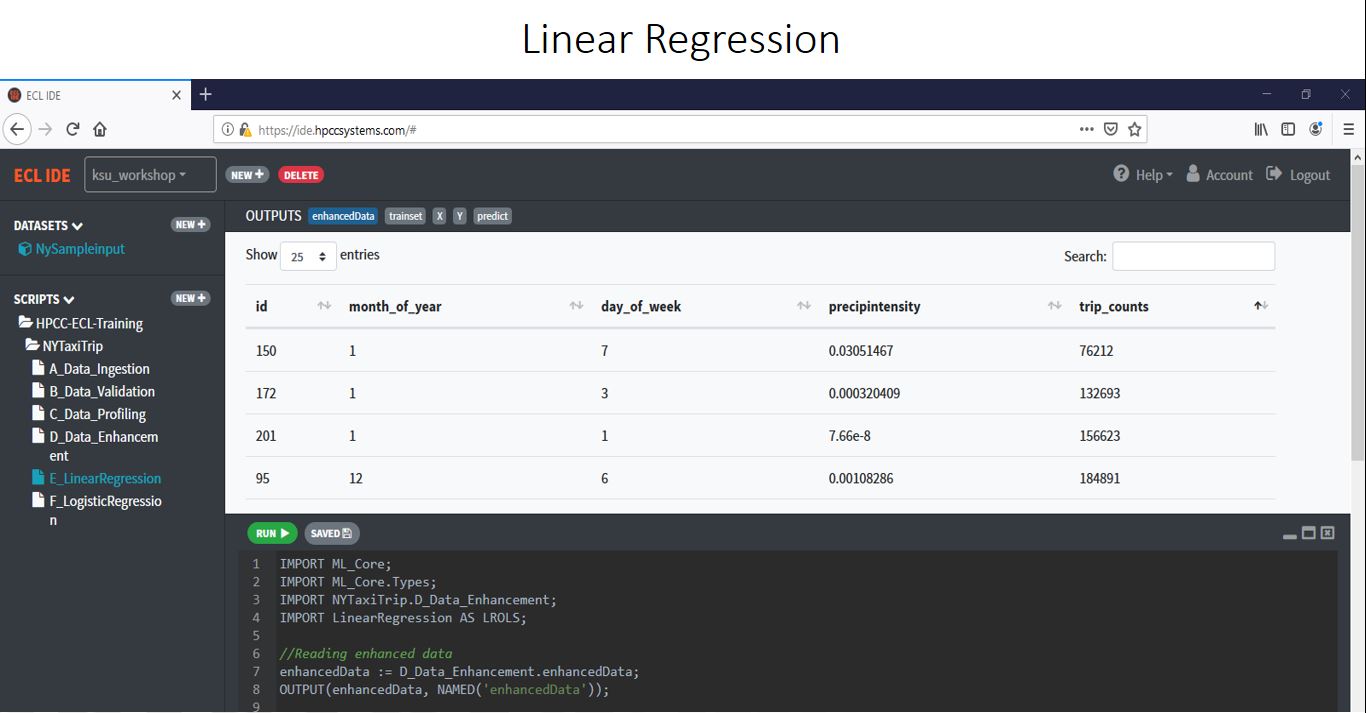 Linear Regression
ECL IDE
https://ide.hpccsystems.com/#
ECL IDE ksu_workshop NEW DELETE Help Account Logout
DATASETS NEW
NySampleinput
SCRIPTS NEW
HPCC-ECL-Training
NYTaxiTrip
A_Data_Ingestion
B_Data_Validation
C_Data_Profiling
D_Data_Enhancem
ent
E_LinearRegression
F_LogisticRegressio
n
OUTPUTS enhancedData trainset X Y predict
Show 25 entries Search:
id month_of_year day_of_week precipintensity trip_counts
150 1 7 0.03051467 76212
172 1 3 0.000320409 132693
201 1 1 7.66e-8 156623
95 12 6 0.00108286 184891
RUN SAVED
1 IMPORT ML_Core;
2 IMPORT ML_Core.Types;
3 IMPORT NYTaxiTrip.D_Data_Enhancement;
4 IMPORT LinearRegression AS LROLS;
5
6 //Reading enhanced data
7 enhancedData := D_Data_Enhancement.enhancedData;
8 OUTPUT(enhancedData, NAMED('enhancedData'));
9